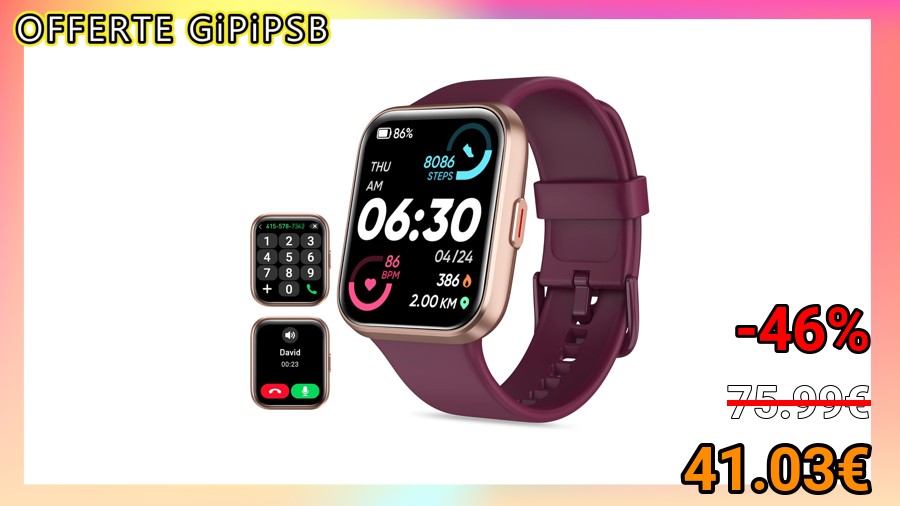 OFFERTE GiPiPSB
86%
8086
STEPS
THU
AM
06:30
04/24
86
BPM
386
2.00 KM
415-578-7342
1 2 3
4 5 6
7 8 9
+ 0
David
00:23
-46%
75.99€
41.03€